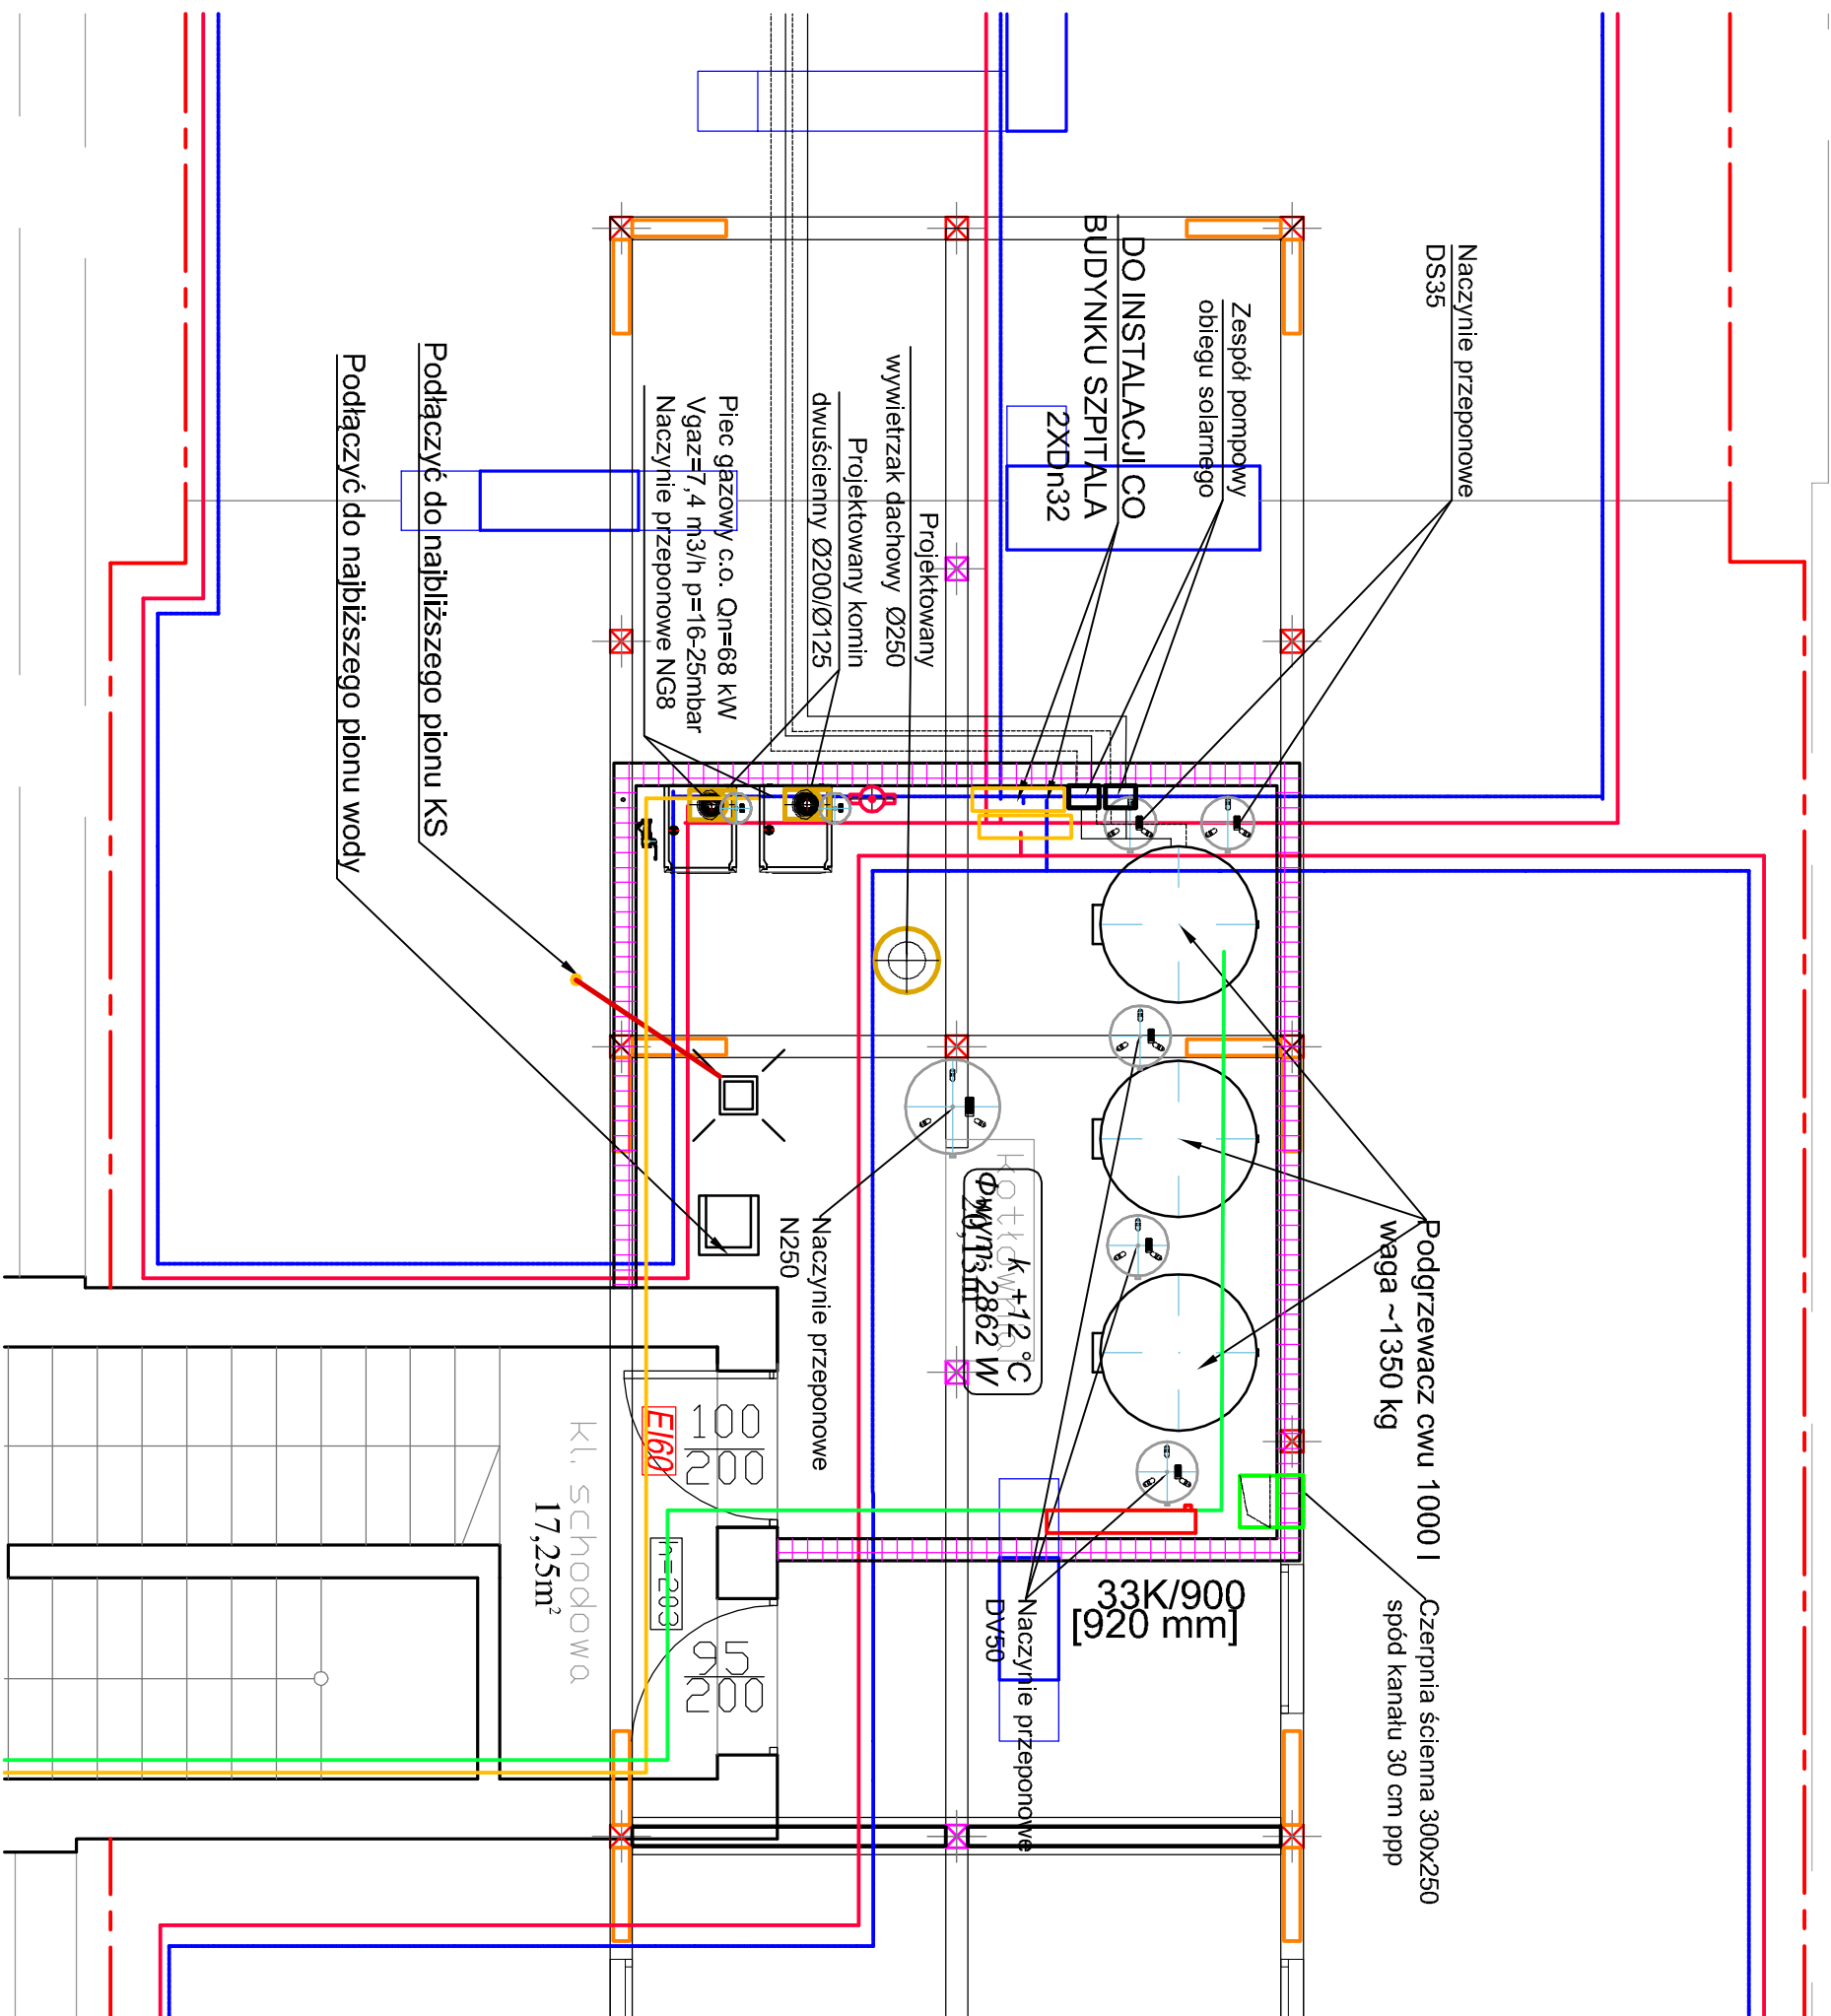 Naczynie przeponowe
DS35
Zespół pompowy
obiegu solarnego
DO INSTALACJI CO
BUDYNKU SZPITALA
2XDn32
Projektowany
wywietrzak dachowy Ø250
Projektowany komin
dwuścienny Ø200/Ø125
Piec gazowy c.o. Qn=68 kW
Vgaz=7,4 m3/h p=16-25mbar
Naczynie przeponowe NG8
Podłączyć do najbliższego pionu KS
Podłączyć do najbiższego pionu wody
Podgrzewacz cwu 1000 l
waga ~1350 kg
Czerpnia ścienna 300x250
spód kanału 30 cm ppp
Kotłownia
k +12 °C
2862 W
Naczynie przeponowe
N250
33K/900
[920 mm]
Naczynie przeponowe
DV50
100
200
EI60
95
200
H=203
kl. schodowa
17,25m²